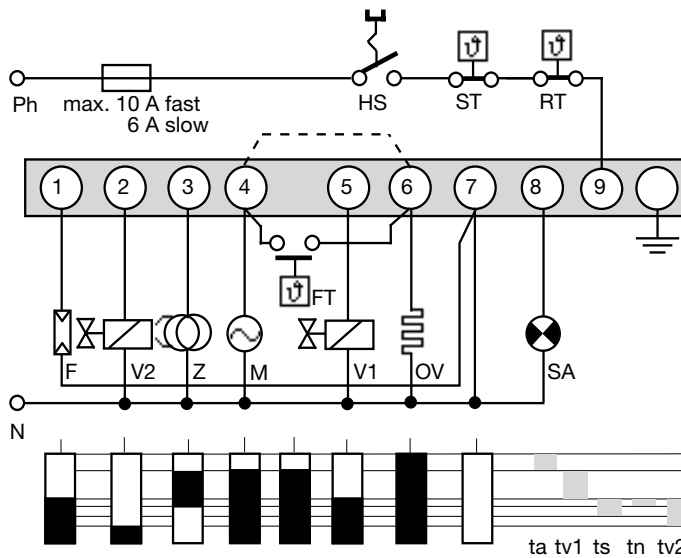 ϑ ϑ
Ph max. 10 A fast HS ST RT
6 A slow
1 2 3 4 5 6 7 8 9
ϑ FT
F V2 Z M V1 OV SA
N
ta tv1 ts tn tv2